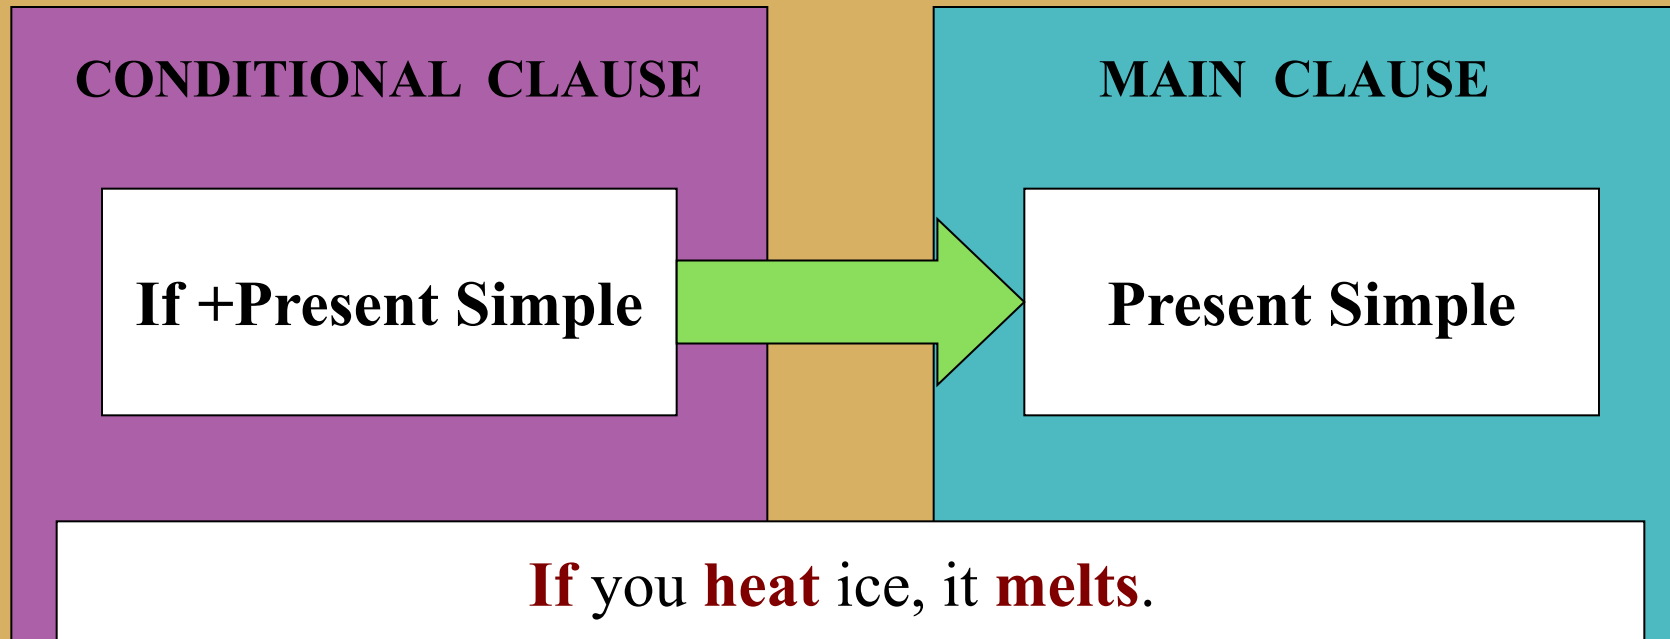 CONDITIONAL CLAUSE
MAIN CLAUSE
If +Present Simple
Present Simple
If you heat ice, it melts.